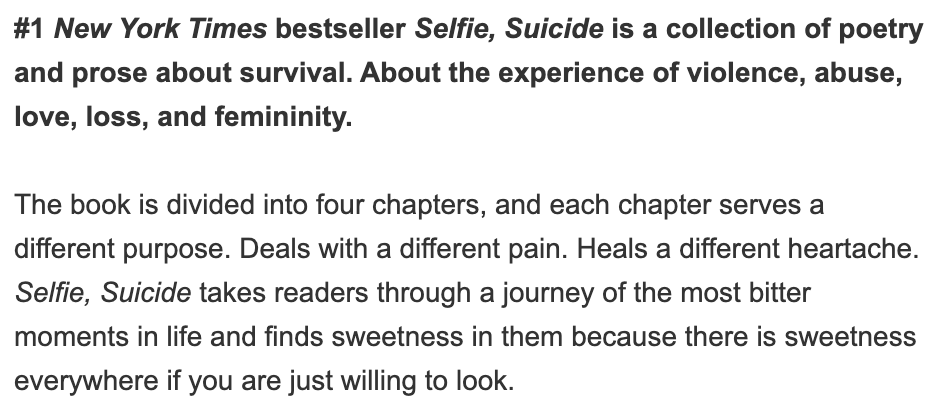 #1 New York Times bestseller Selfie, Suicide is a collection of poetry
and prose about survival. About the experience of violence, abuse,
love, loss, and femininity.
The book is divided into four chapters, and each chapter serves a
different purpose. Deals with a different pain. Heals a different heartache.
Selfie, Suicide takes readers through a journey of the most bitter
moments in life and finds sweetness in them because there is sweetness
everywhere if you are just willing to look.